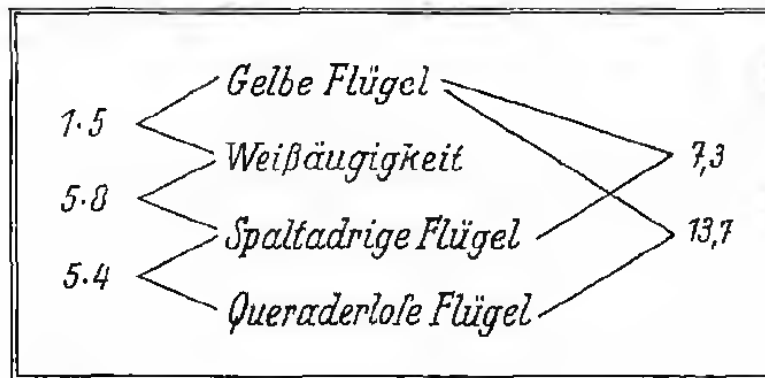 Gelbe Flügel
1·5
Weißäugigkeit
7,3
5·8
Spaltadrige Flügel
13,7
5·4
Queraderloſe Flügel